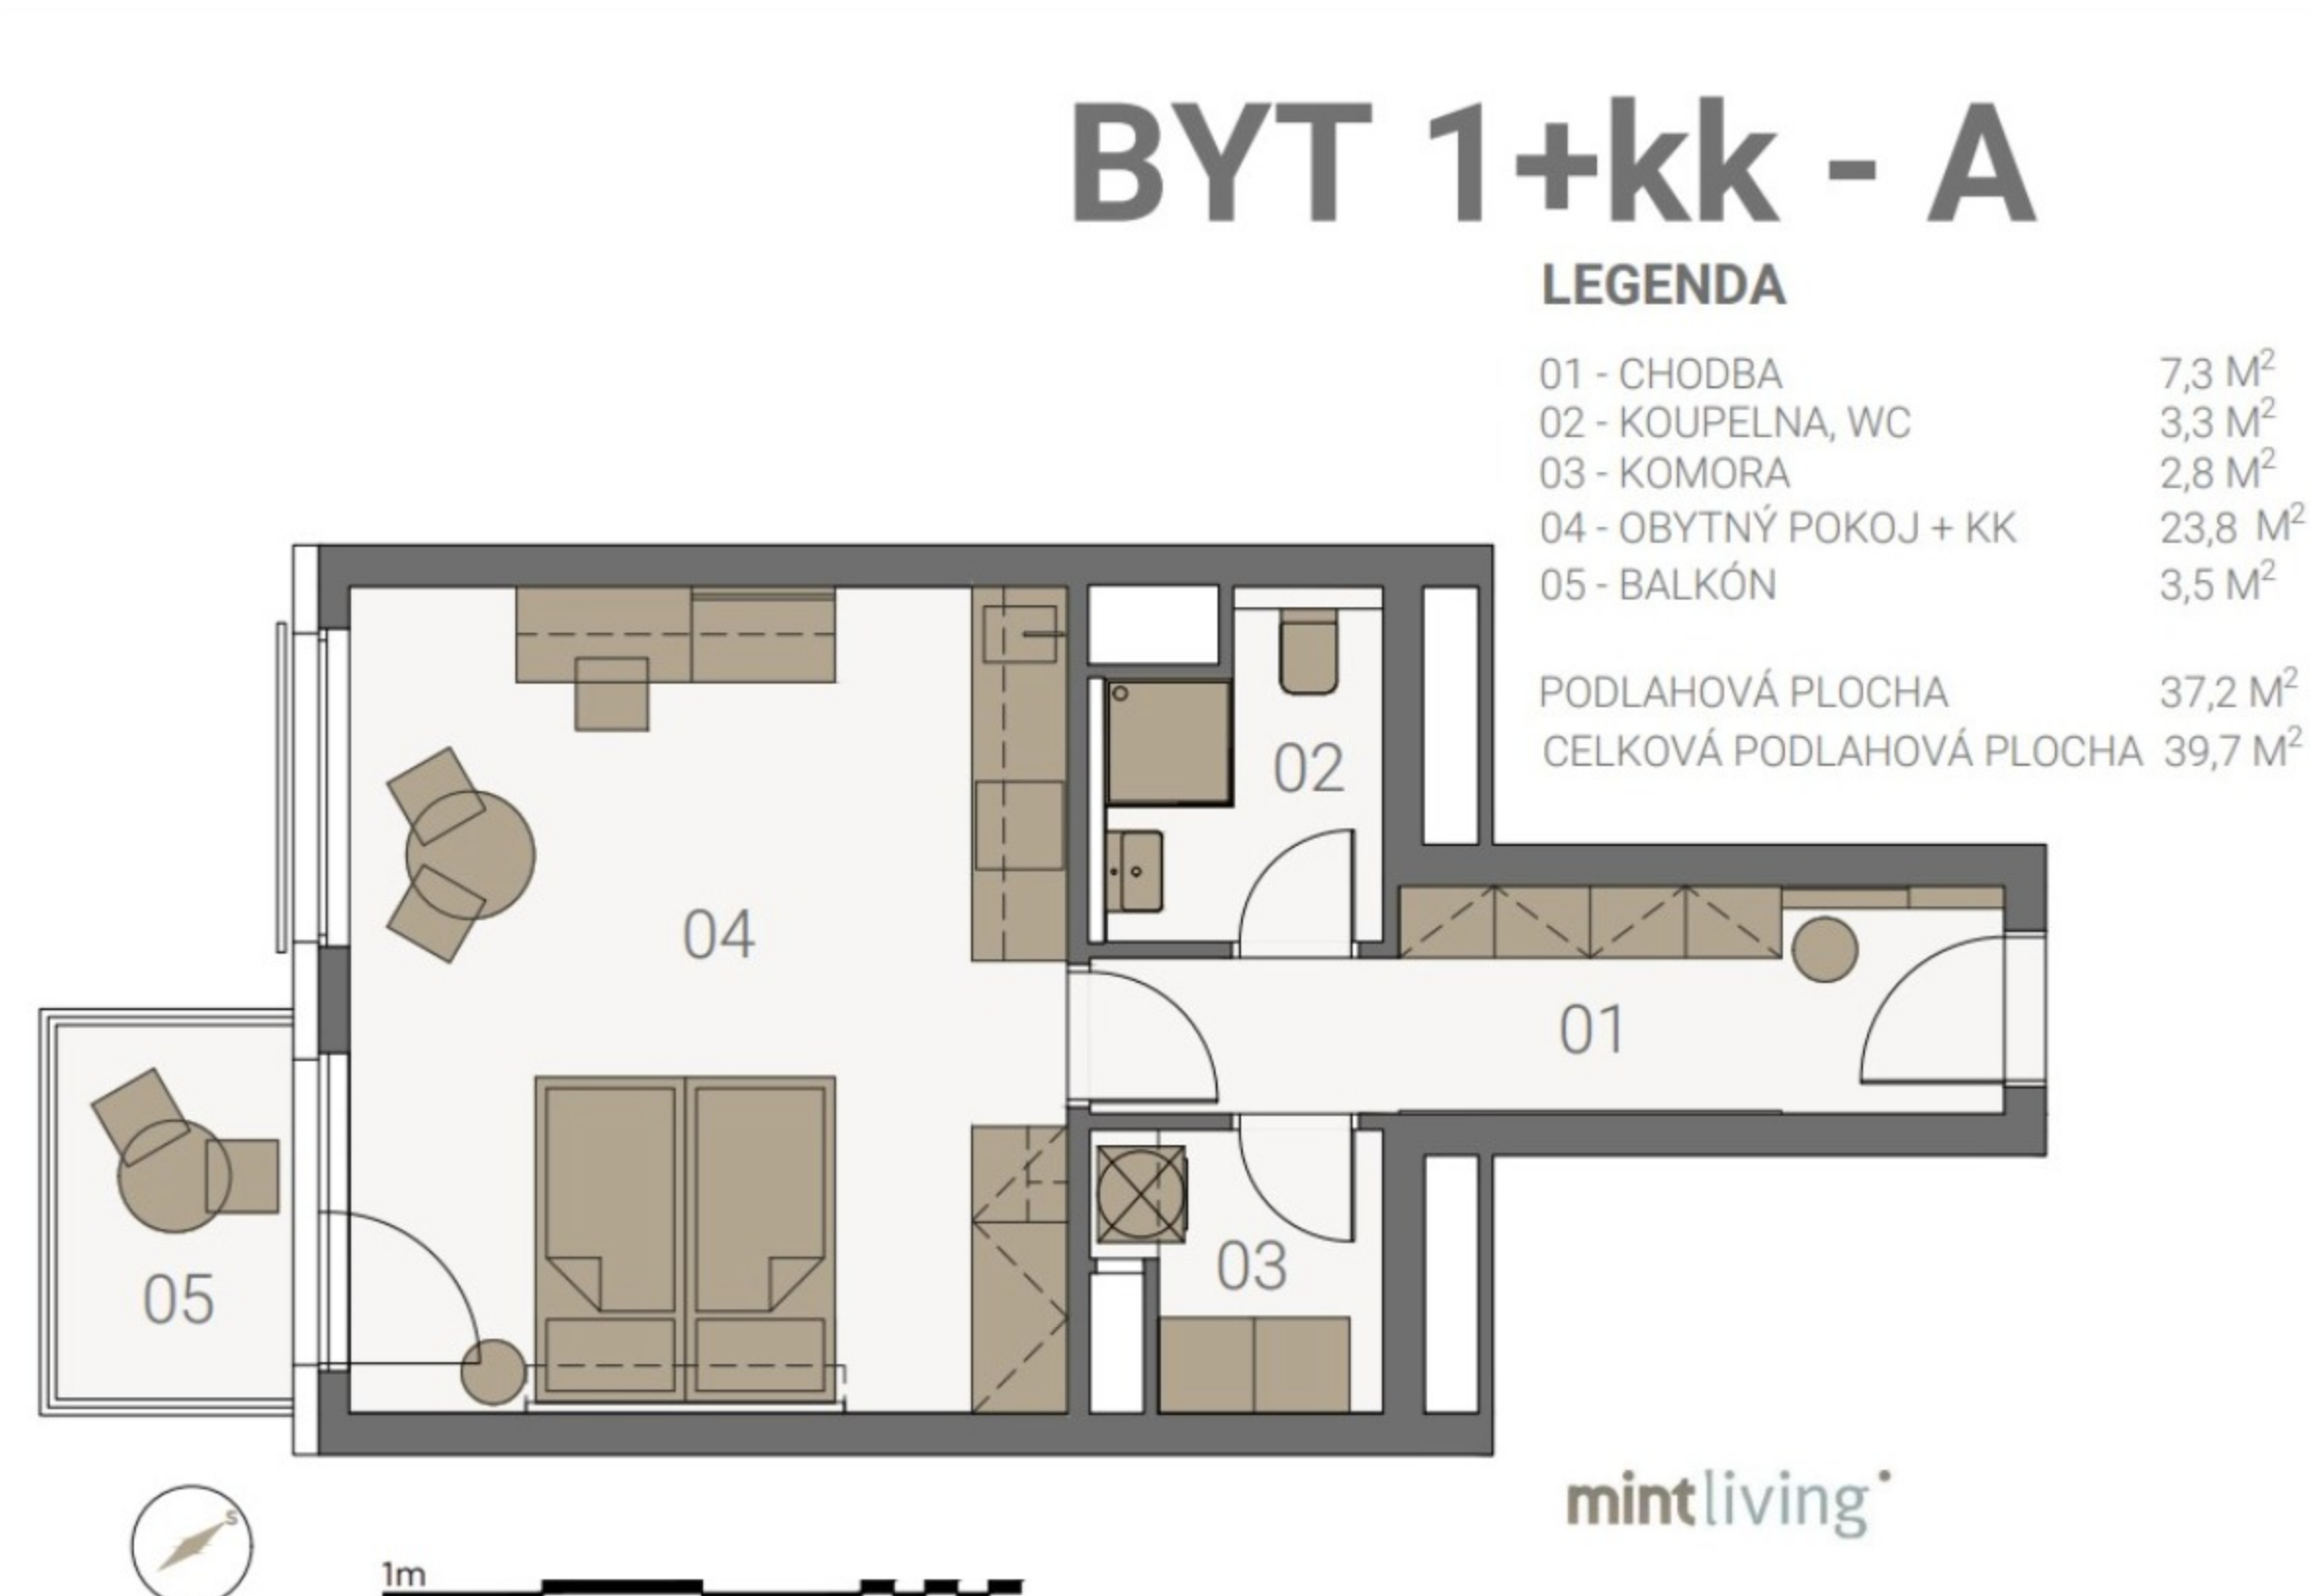 BYT 1+kk - A
LEGENDA
01 - CHODBA 7,3 M²
02 - KOUPELNA, WC 3,3 M²
03 - KOMORA 2,8 M²
04 - OBYTNÝ POKOJ + KK 23,8 M²
05 - BALKÓN 3,5 M²
PODLAHOVÁ PLOCHA 37,2 M²
CELKOVÁ PODLAHOVÁ PLOCHA 39,7 M²
02
04
01
03
05
S
mintliving
1m